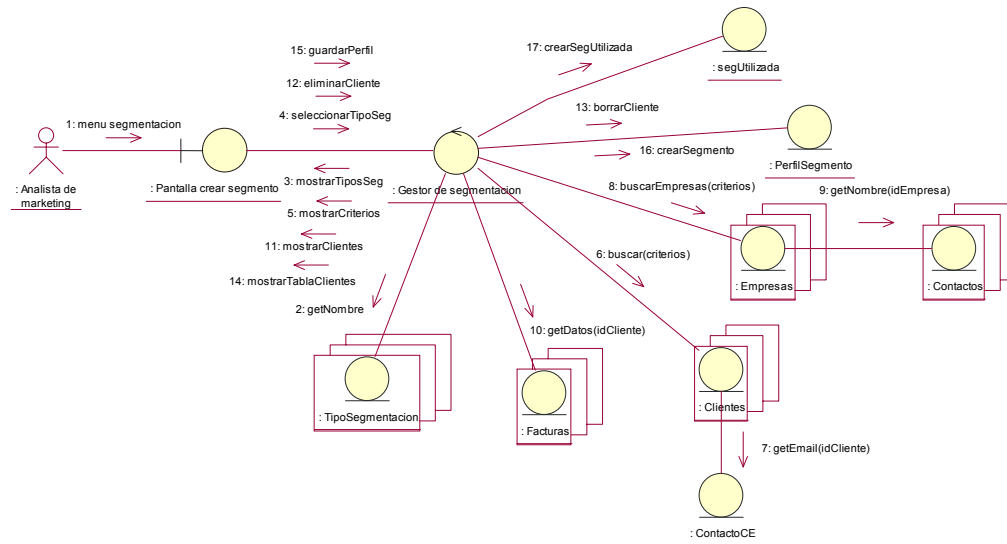 17: crearSegUtilizada
: segUtilizada
15: guardarPerfil
12: eliminarCliente
4: seleccionarTipoSeg
1: menu segmentacion
13: borrarCliente
16: crearSegmento
: PerfilSegmento
: Analista de
marketing
: Pantalla crear segmento
3: mostrarTiposSeg
: Gestor de segmentacion
8: buscarEmpresas(criterios)
9: getNombre(idEmpresa)
5: mostrarCriterios
11: mostrarClientes
14: mostrarTablaClientes
6: buscar(criterios)
: Empresas
: Contactos
2: getNombre
10: getDatos(idCliente)
: TipoSegmentacion
: Facturas
: Clientes
7: getEmail(idCliente)
: ContactoCE